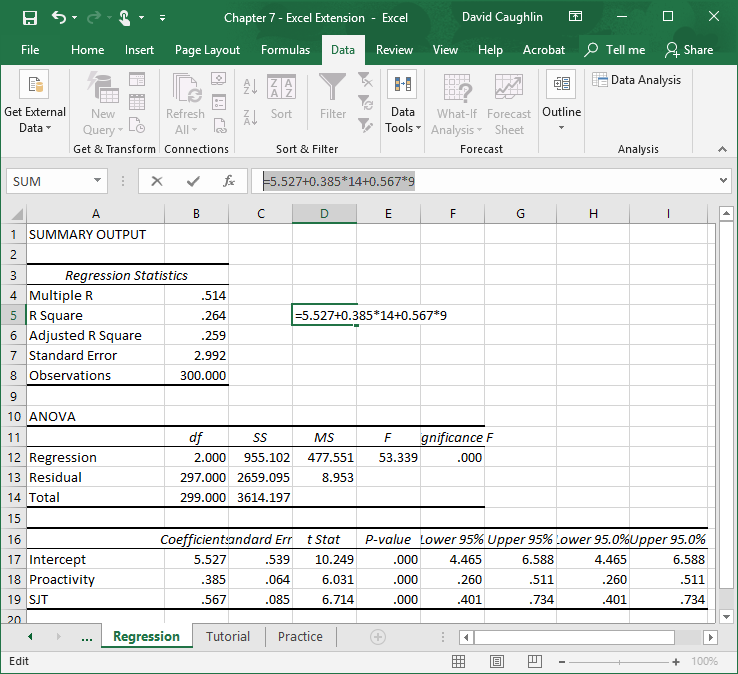 Chapter 7 - Excel Extension - Excel David Caughlin
File Home Insert Page Layout Formulas Data Review View Help Acrobat Tell me Share
Get External Data
New Query
Refresh All
Sort
Filter
Data Tools
What-If Analysis
Forecast Sheet
Outline
Data Analysis
Get & Transform Connections Sort & Filter Forecast Analysis
SUM fx =5.527+0.385*14+0.567*9
A B C D E F G H I
1 SUMMARY OUTPUT
2
3 Regression Statistics
4 Multiple R .514
5 R Square .264 =5.527+0.385*14+0.567*9
6 Adjusted R Square .259
7 Standard Error 2.992
8 Observations 300.000
9
10 ANOVA
11 df SS MS F gnificance F
12 Regression 2.000 955.102 477.551 53.339 .000
13 Residual 297.000 2659.095 8.953
14 Total 299.000 3614.197
15
16 Coefficients andard Err t Stat P-value Lower 95% Upper 95% Lower 95.0% Upper 95.0%
17 Intercept 5.527 .539 10.249 .000 4.465 6.588 4.465 6.588
18 Proactivity .385 .064 6.031 .000 .260 .511 .260 .511
19 SJT .567 .085 6.714 .000 .401 .734 .401 .734
20
... Regression Tutorial Practice
Edit 100%